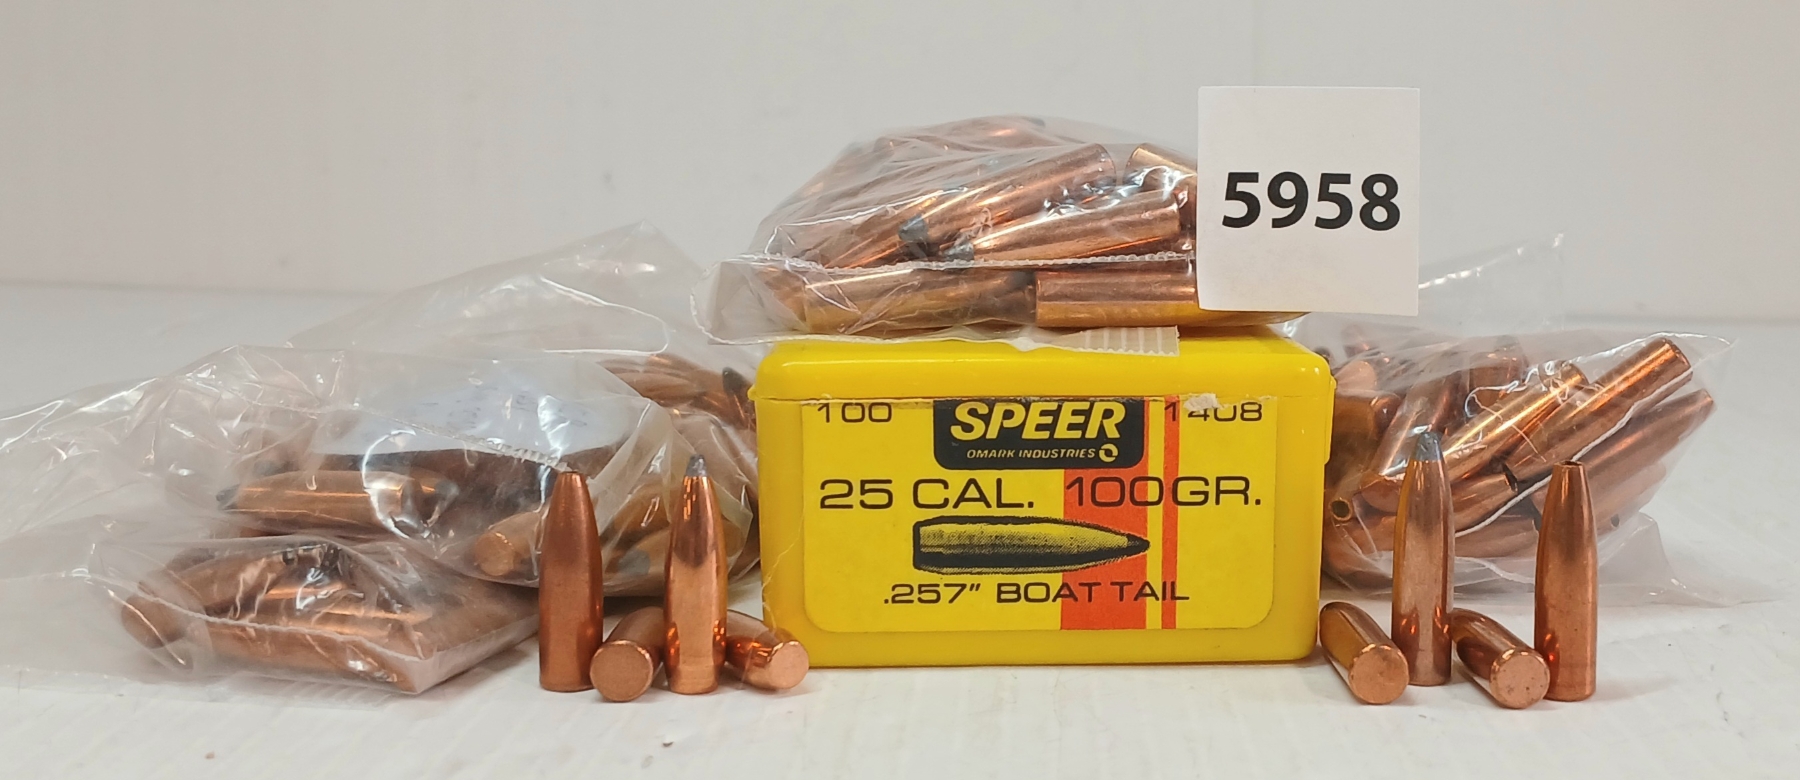 5958
100 SPEER 1408
OMARK INDUSTRIES
25 CAL. 100GR.
.257" BOAT TAIL